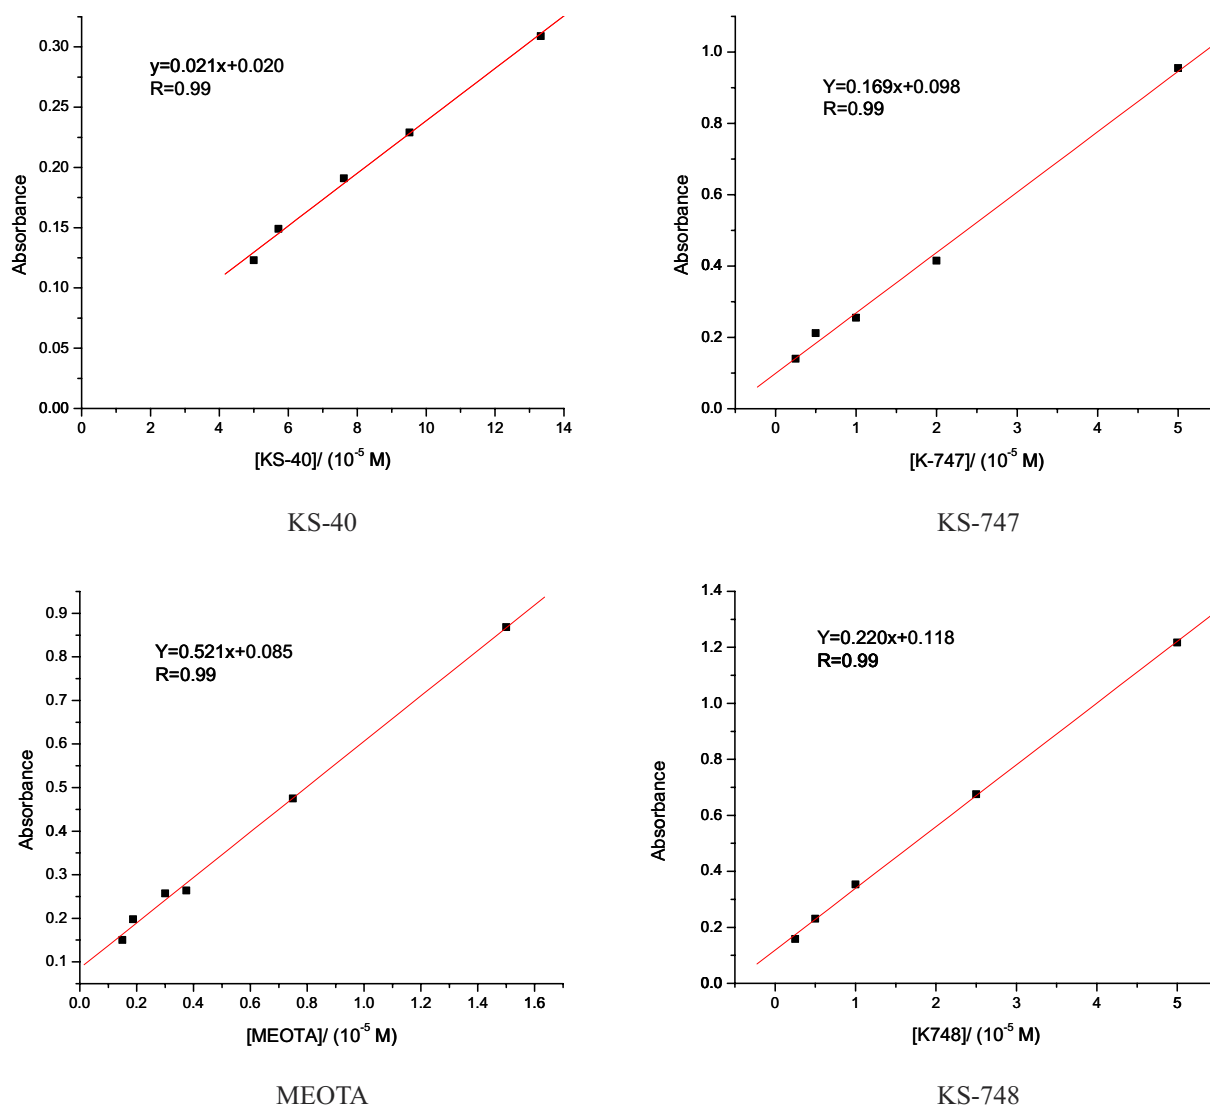 y=0.021x+0.020
R=0.99
Absorbance
0.30
0.25
0.20
0.15
0.10
0.05
0.00
0 2 4 6 8 10 12 14
[KS-40]/ (10⁻⁵ M)
KS-40
Y=0.169x+0.098
R=0.99
Absorbance
1.0
0.8
0.6
0.4
0.2
0.0
0 1 2 3 4 5
[K-747]/ (10⁻⁵ M)
KS-747
Y=0.521x+0.085
R=0.99
Absorbance
0.9
0.8
0.7
0.6
0.5
0.4
0.3
0.2
0.1
0.0 0.2 0.4 0.6 0.8 1.0 1.2 1.4 1.6
[MEOTA]/ (10⁻⁵ M)
MEOTA
Y=0.220x+0.118
R=0.99
Absorbance
1.4
1.2
1.0
0.8
0.6
0.4
0.2
0.0
0 1 2 3 4 5
[K748]/ (10⁻⁵ M)
KS-748